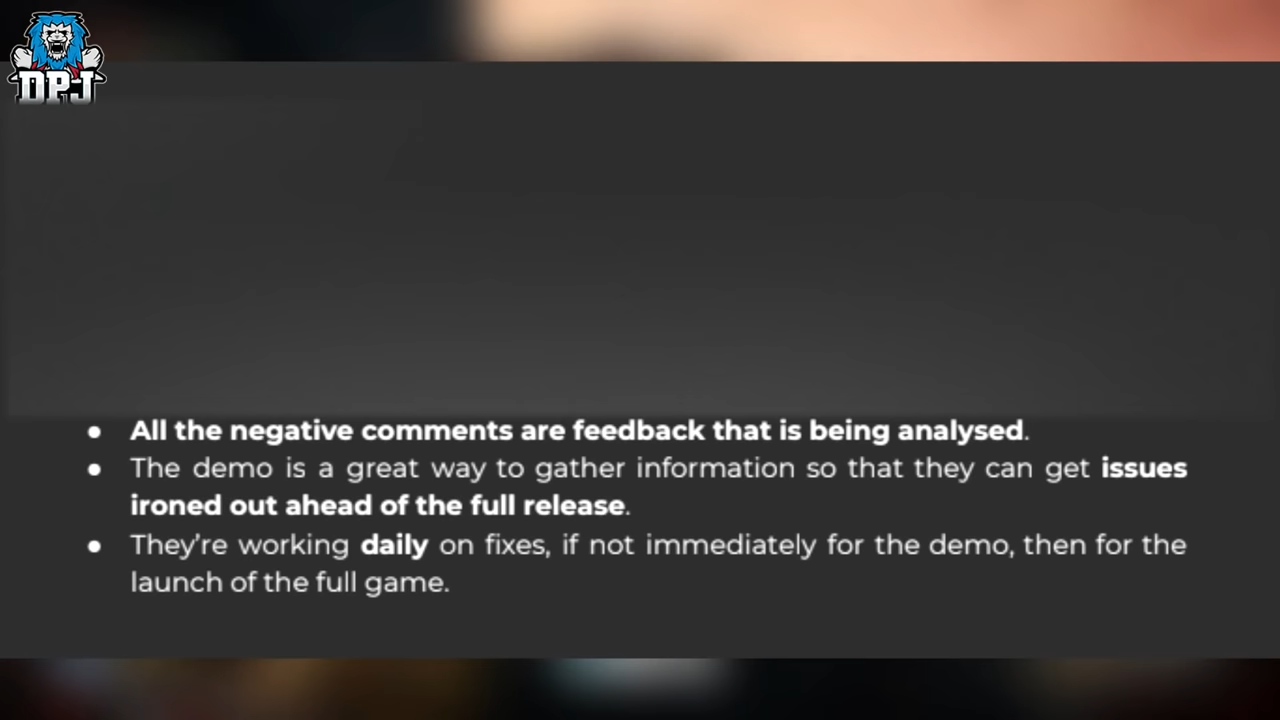 DPJ
● All the negative comments are feedback that is being analysed.
● The demo is a great way to gather information so that they can get issues
ironed out ahead of the full release.
● They’re working daily on fixes, if not immediately for the demo, then for the
launch of the full game.